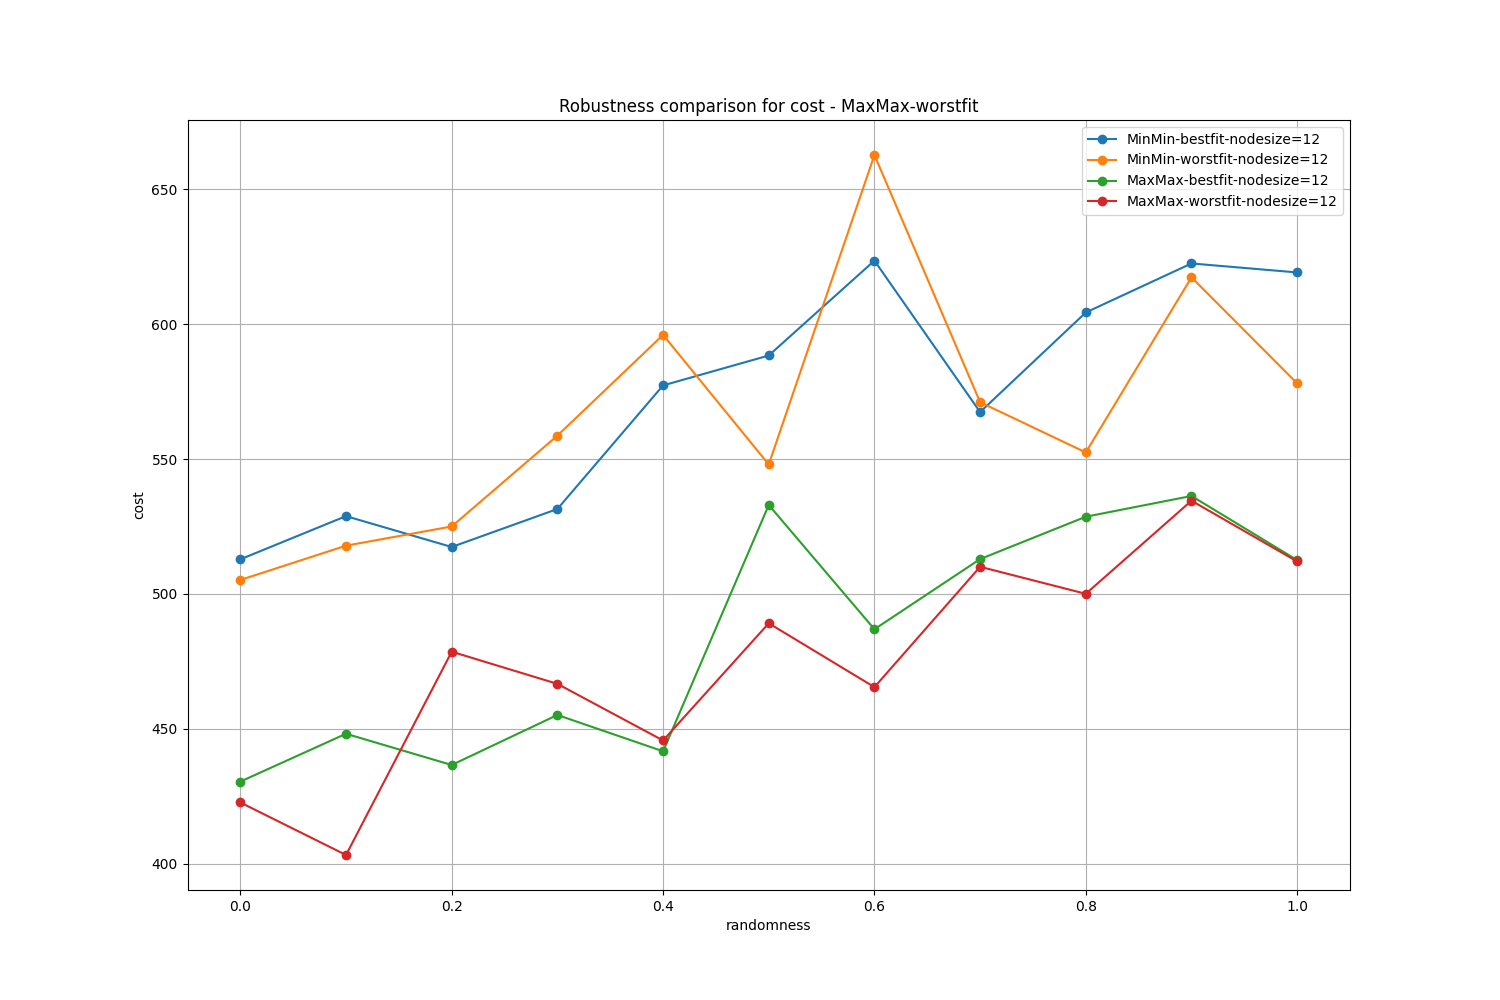 Robustness comparison for cost - MaxMax-worstfit
MinMin-bestfit-nodesize=12
MinMin-worstfit-nodesize=12
MaxMax-bestfit-nodesize=12
MaxMax-worstfit-nodesize=12
650
600
550
500
450
400
cost
0.0 0.2 0.4 0.6 0.8 1.0
randomness